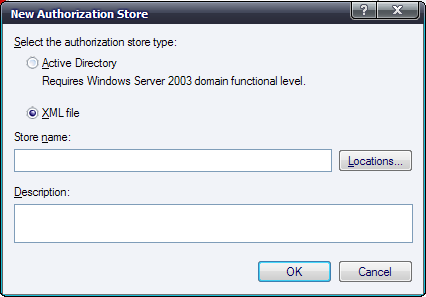 New Authorization Store
Select the authorization store type:
Active Directory
Requires Windows Server 2003 domain functional level.
XML file
Store name:
Locations...
Description:
OK
Cancel